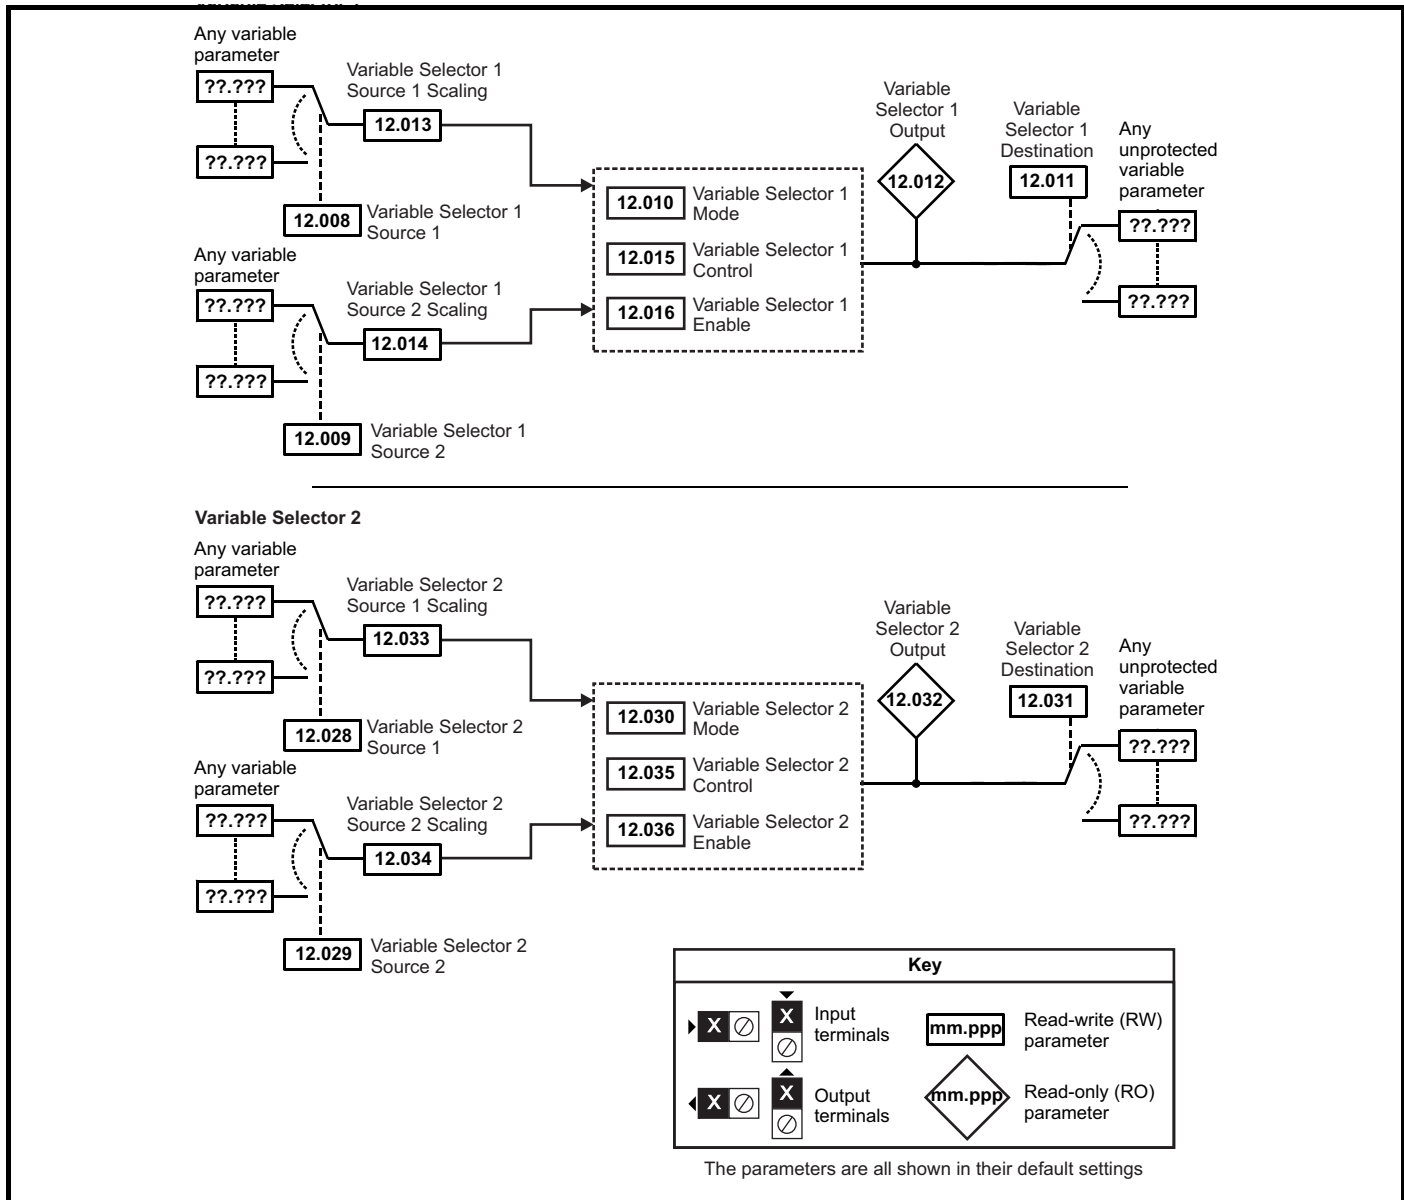 Any variable
parameter
??.???
??.???
Variable Selector 1
Source 1 Scaling
12.013
12.008
Variable Selector 1
Source 1
Any variable
parameter
??.???
??.???
Variable Selector 1
Source 2 Scaling
12.014
12.009
Variable Selector 1
Source 2
12.010
Variable Selector 1
Mode
12.015
Variable Selector 1
Control
12.016
Variable Selector 1
Enable
Variable
Selector 1
Output
12.012
Variable
Selector 1
Destination
12.011
Any
unprotected
variable
parameter
??.???
??.???
Variable Selector 2
Any variable
parameter
??.???
??.???
Variable Selector 2
Source 1 Scaling
12.033
12.028
Variable Selector 2
Source 1
Any variable
parameter
??.???
??.???
Variable Selector 2
Source 2 Scaling
12.034
12.029
Variable Selector 2
Source 2
12.030
Variable Selector 2
Mode
12.035
Variable Selector 2
Control
12.036
Variable Selector 2
Enable
Variable
Selector 2
Output
12.032
Variable
Selector 2
Destination
12.031
Any
unprotected
variable
parameter
??.???
??.???
Key
X
X
Input
terminals
mm.ppp
Read-write (RW)
parameter
X
X
Output
terminals
mm.ppp
Read-only (RO)
parameter
The parameters are all shown in their default settings